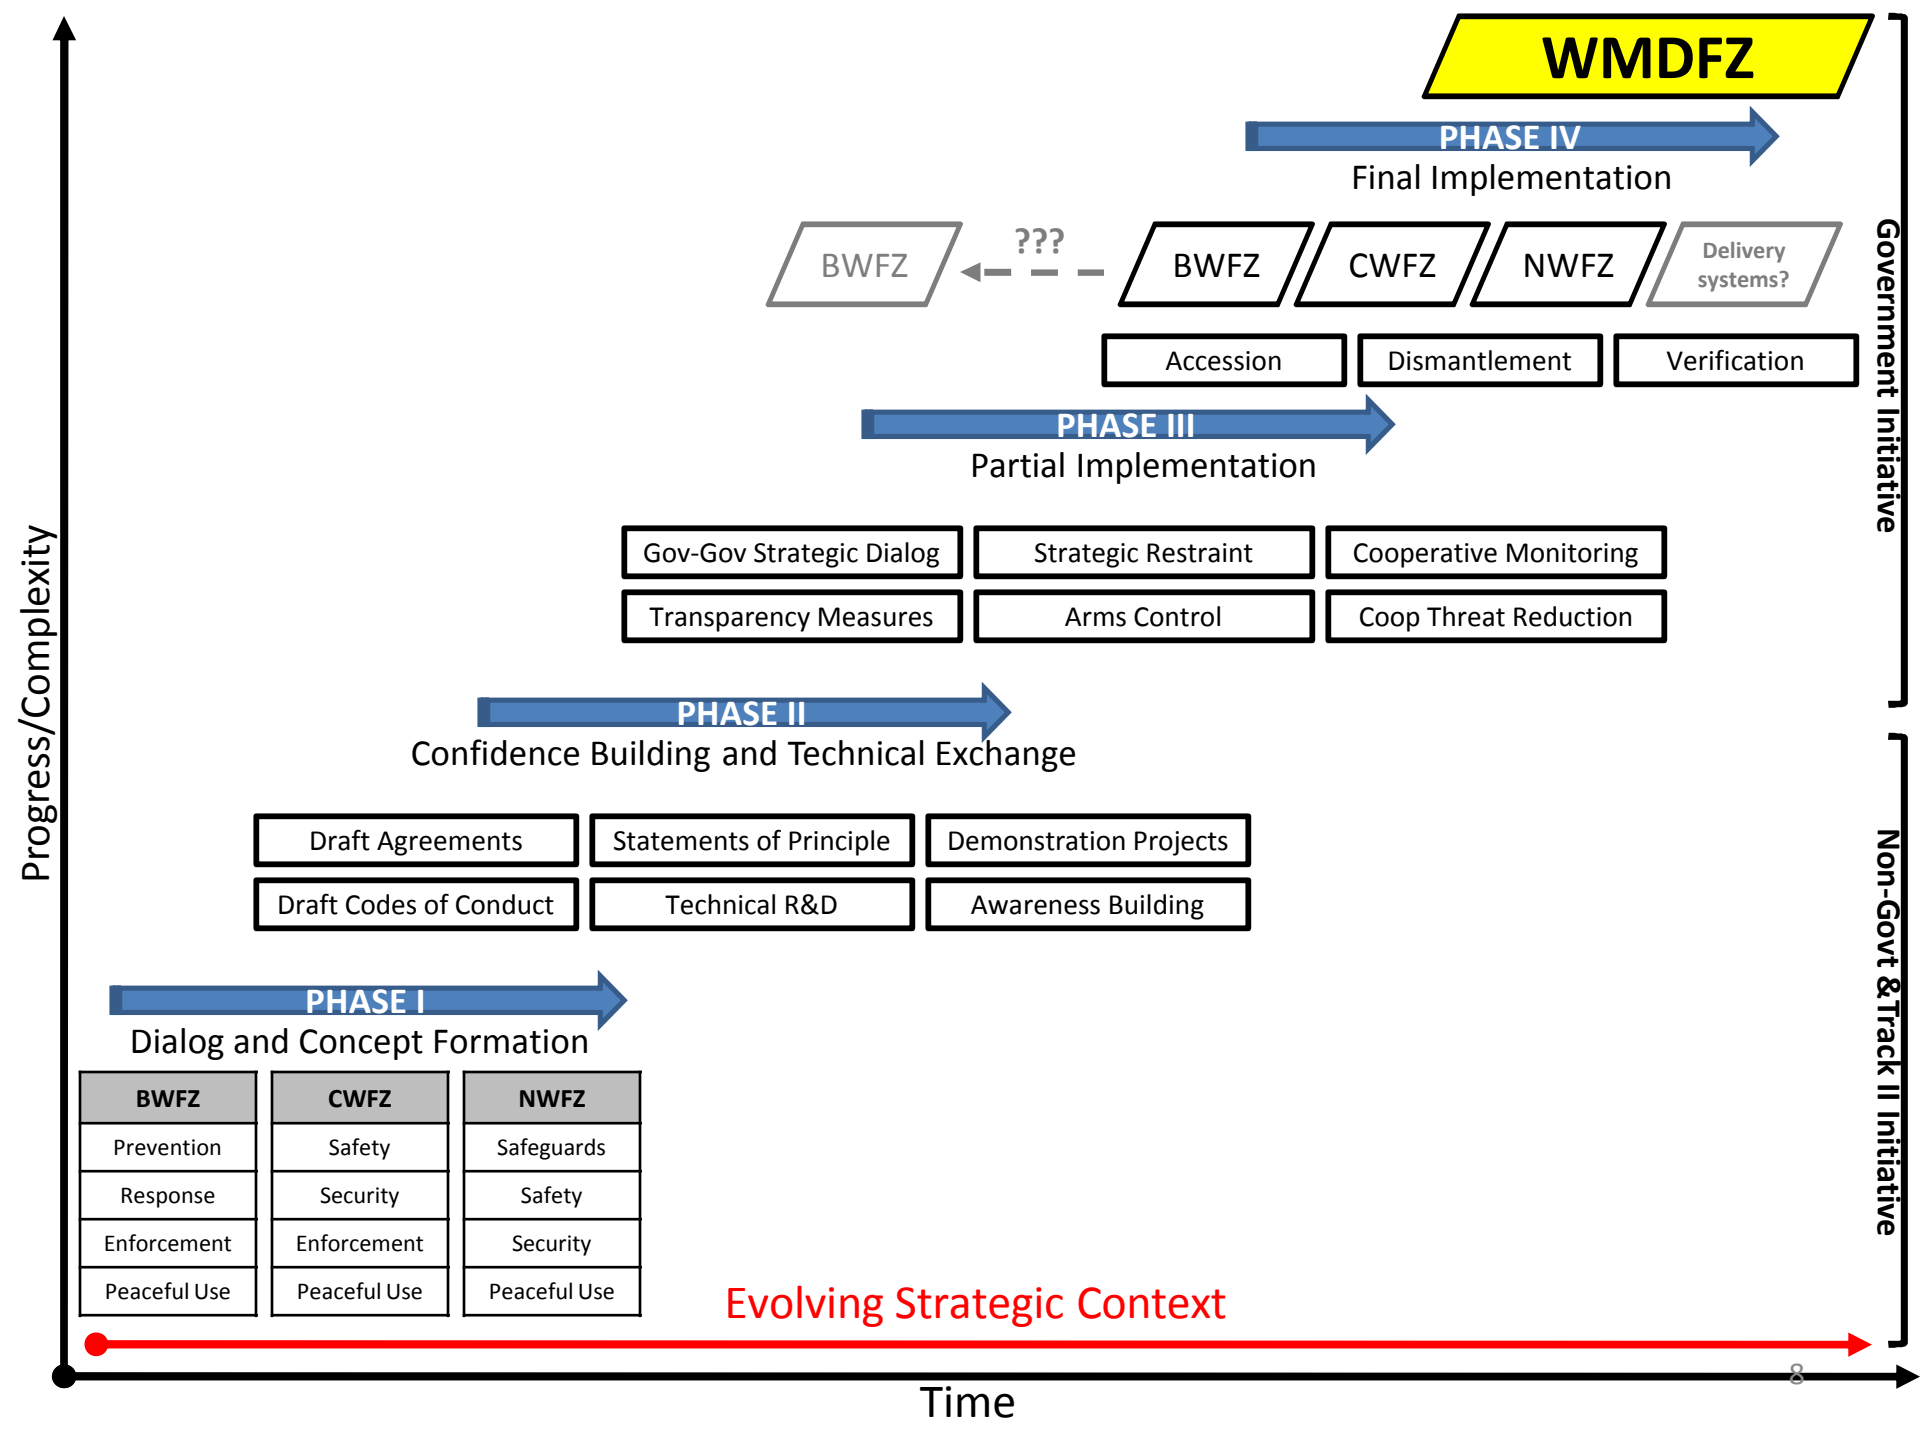 WMDFZ
PHASE IV
Final Implementation
BWFZ
???
BWFZ
CWFZ
NWFZ
Delivery
systems?
Accession
Dismantlement
Verification
PHASE III
Partial Implementation
Gov-Gov Strategic Dialog
Strategic Restraint
Cooperative Monitoring
Transparency Measures
Arms Control
Coop Threat Reduction
PHASE II
Confidence Building and Technical Exchange
Draft Agreements
Statements of Principle
Demonstration Projects
Draft Codes of Conduct
Technical R&D
Awareness Building
PHASE I
Dialog and Concept Formation
BWFZ
CWFZ
NWFZ
Prevention
Safety
Safeguards
Response
Security
Safety
Enforcement
Enforcement
Security
Peaceful Use
Peaceful Use
Peaceful Use
Evolving Strategic Context
Time
8
Progress/Complexity
Government Initiative
Non-Govt &Track II Initiative